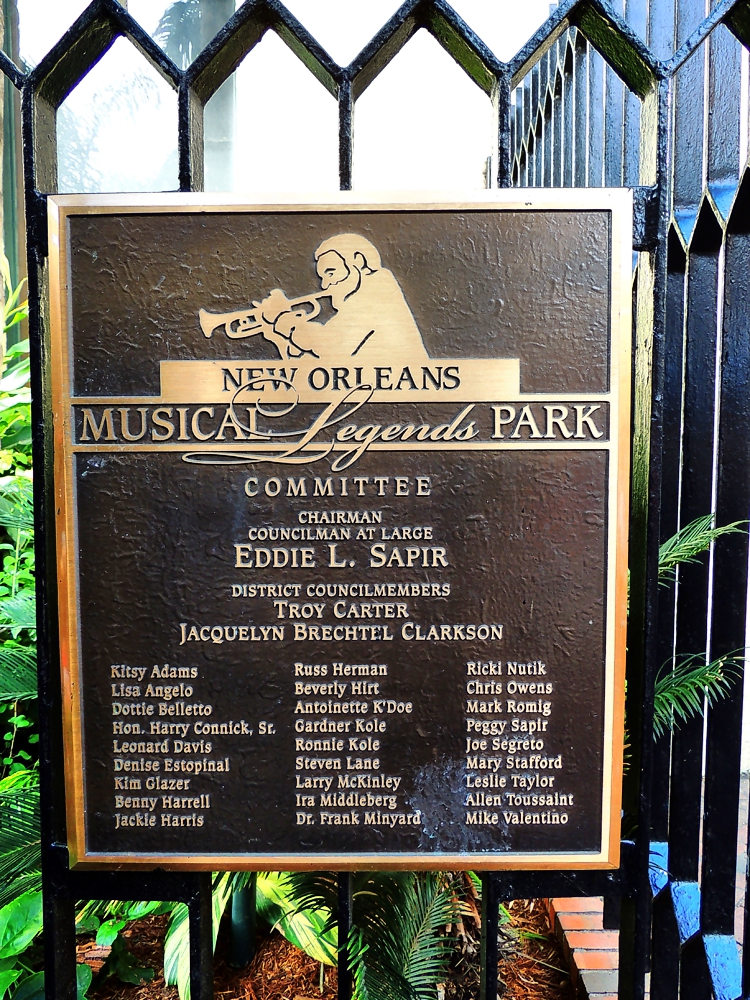 NEW ORLEANS
MUSICAL Legends PARK
COMMITTEE
CHAIRMAN
COUNCILMAN AT LARGE
EDDIE L. SAPIR
DISTRICT COUNCILMEMBERS
TROY CARTER
JACQUELYN BRECHTEL CLARKSON
Kitsy Adams
Lisa Angelo
Dottie Belletto
Hon. Harry Connick, Sr.
Leonard Davis
Denise Estopinal
Kim Glazer
Benny Harrell
Jackie Harris
Russ Herman
Beverly Hirt
Antoinette K'Doe
Gardner Kole
Ronnie Kole
Steven Lane
Larry McKinley
Ira Middleberg
Dr. Frank Minyard
Ricki Nutik
Chris Owens
Mark Romig
Peggy Sapir
Joe Segreto
Mary Stafford
Leslie Taylor
Allen Toussaint
Mike Valentino